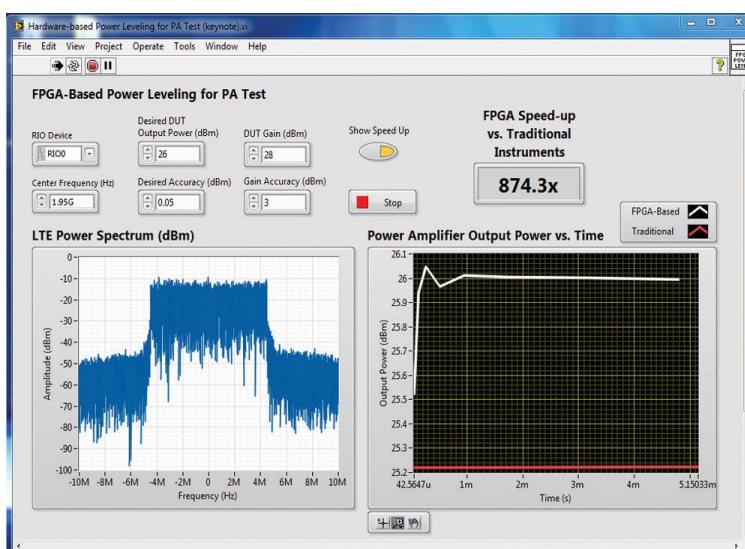 Hardware-based Power Leveling for PA Test (keynote).vi
File Edit View Project Operate Tools Window Help
FPGA-Based Power Leveling for PA Test
RIO Device
RIO0
Desired DUT
Output Power (dBm)
26
DUT Gain (dBm)
28
Show Speed Up
FPGA Speed-up
vs. Traditional
Instruments
874.3x
Center Frequency (Hz)
1.95G
Desired Accuracy (dBm)
0.05
Gain Accuracy (dBm)
3
Stop
FPGA-Based
Traditional
LTE Power Spectrum (dBm)
Amplitude (dBm)
0
-10
-20
-30
-40
-50
-60
-70
-80
-90
-100
-10M -8M -6M -4M -2M 0 2M 4M 6M 8M 10M
Frequency (Hz)
Power Amplifier Output Power vs. Time
Output Power (dBm)
26.1
26
25.9
25.8
25.7
25.6
25.5
25.4
25.3
25.2
42.5647u 1m 2m 3m 4m 5.15033m
Time (s)